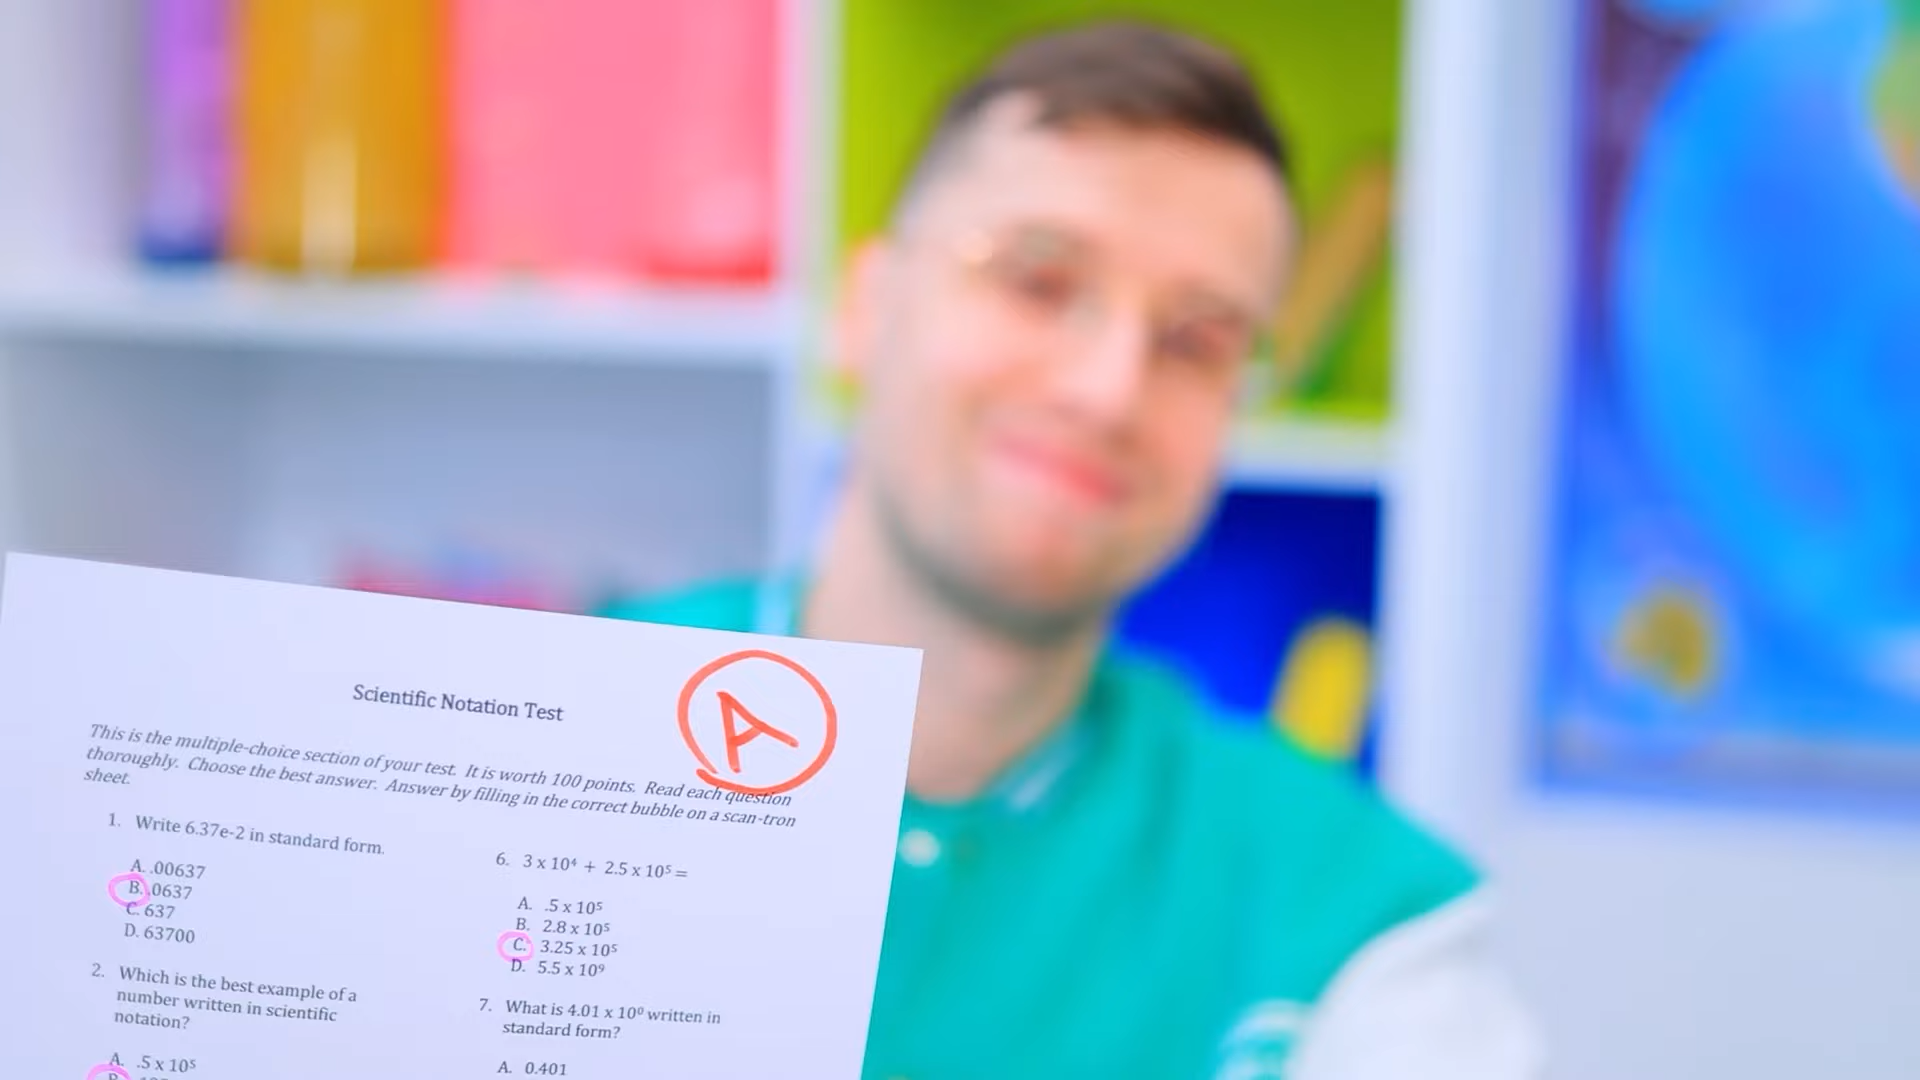 A
Scientific Notation Test
This is the multiple-choice section of your test. It is worth 100 points. Read each question
thoroughly. Choose the best answer. Answer by filling in the correct bubble on a scan-tron
sheet.
1. Write 6.37e-2 in standard form.
A. .00637
B. .0637
C. 637
D. 63700
2. Which is the best example of a
number written in scientific
notation?
A. .5 x 10⁵
B.
6. 3 x 10⁴ + 2.5 x 10⁵ =
A. .5 x 10⁵
B. 2.8 x 10⁵
C. 3.25 x 10⁵
D. 5.5 x 10⁹
7. What is 4.01 x 10⁰ written in
standard form?
A. 0.401